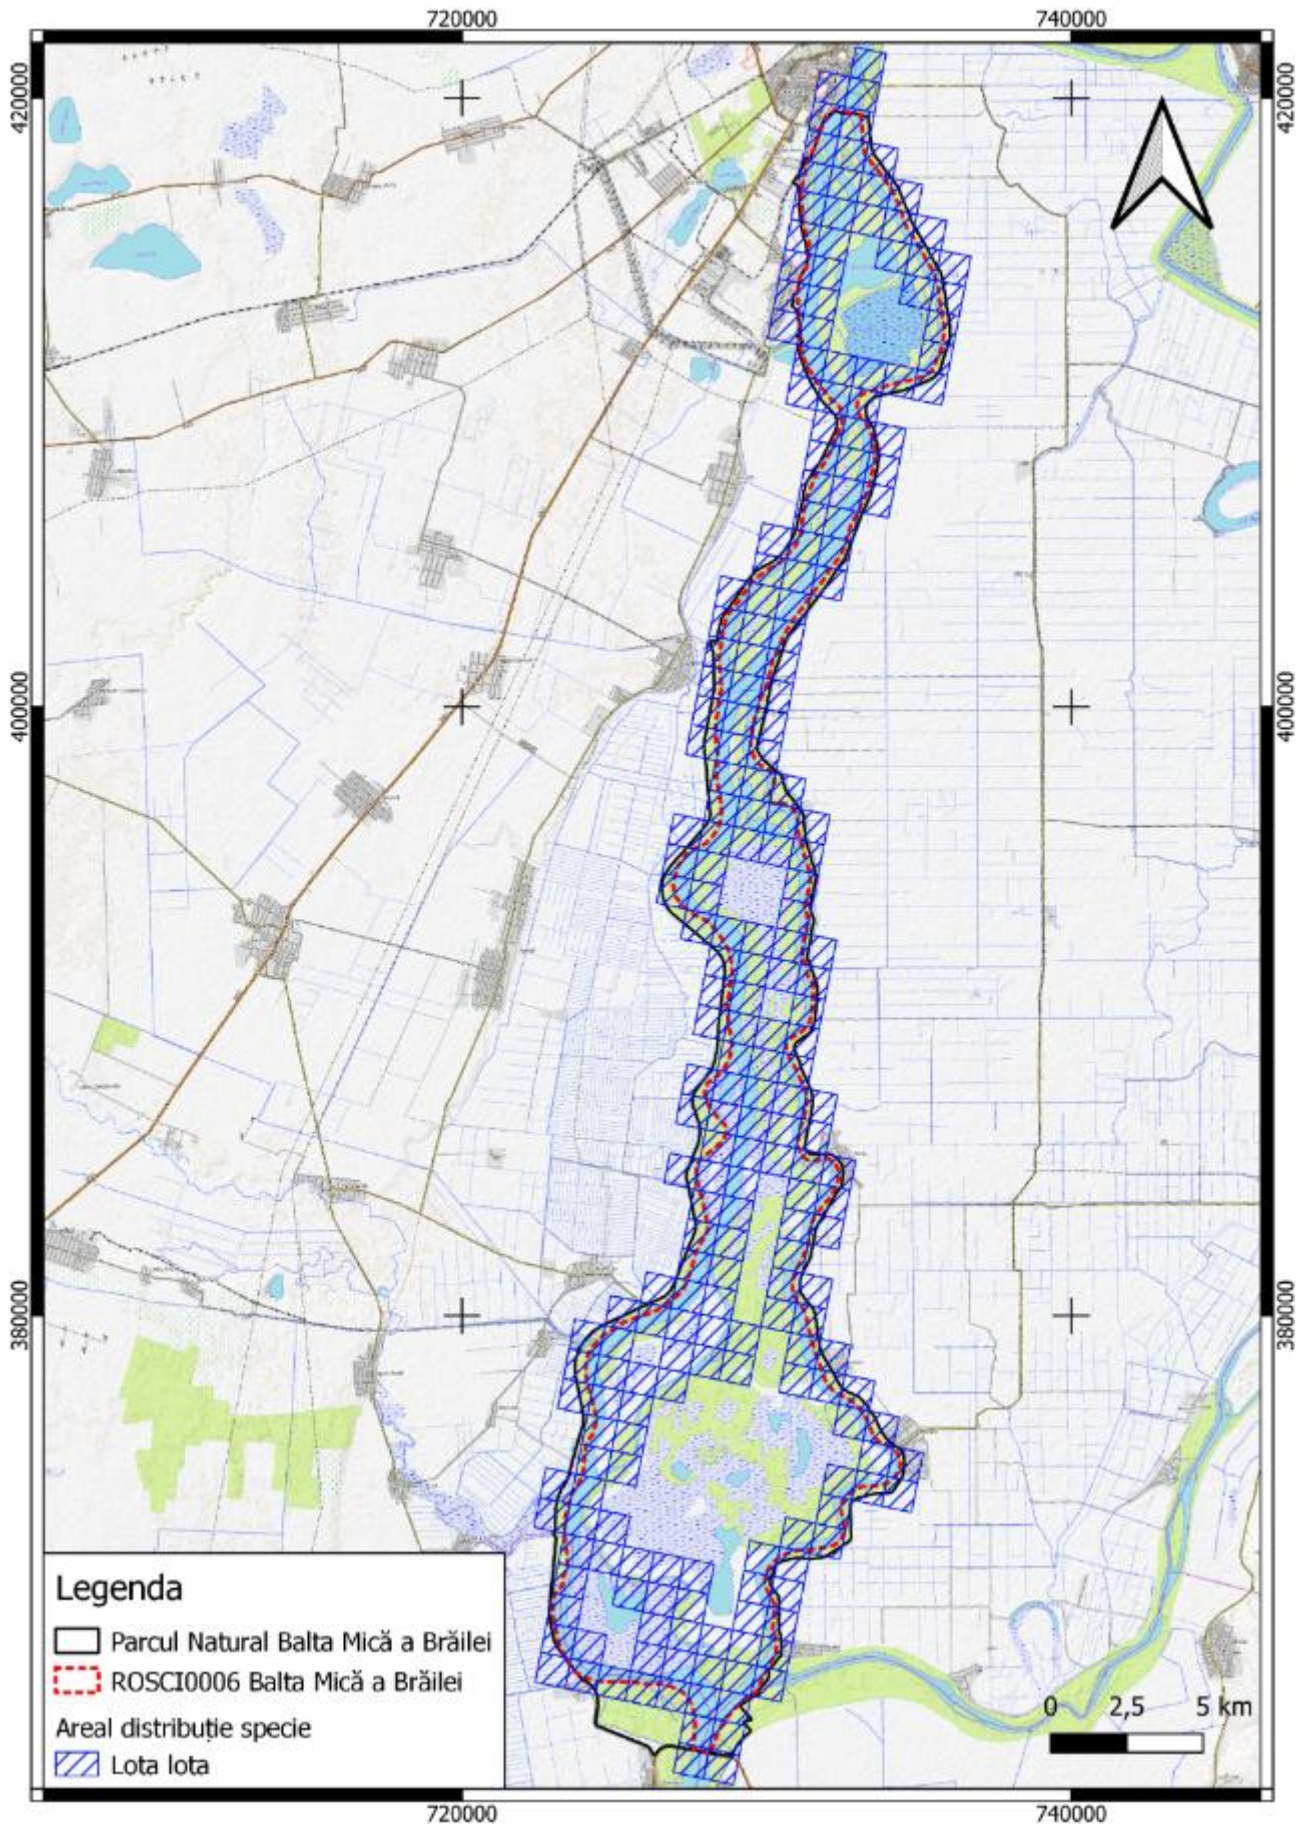 720000
740000
420000
420000
400000
400000
380000
380000
Legenda
Parcul Natural Balta Mică a Brăilei
ROSCI0006 Balta Mică a Brăilei
Areal distribuție specie
Lota lota
0 2,5 5 km
720000
740000